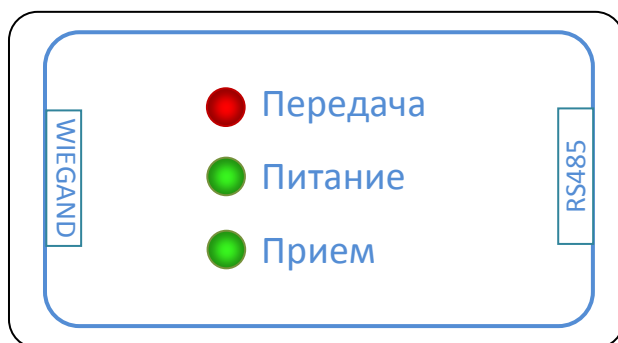 WIEGAND
Передача
Питание
Прием
RS485